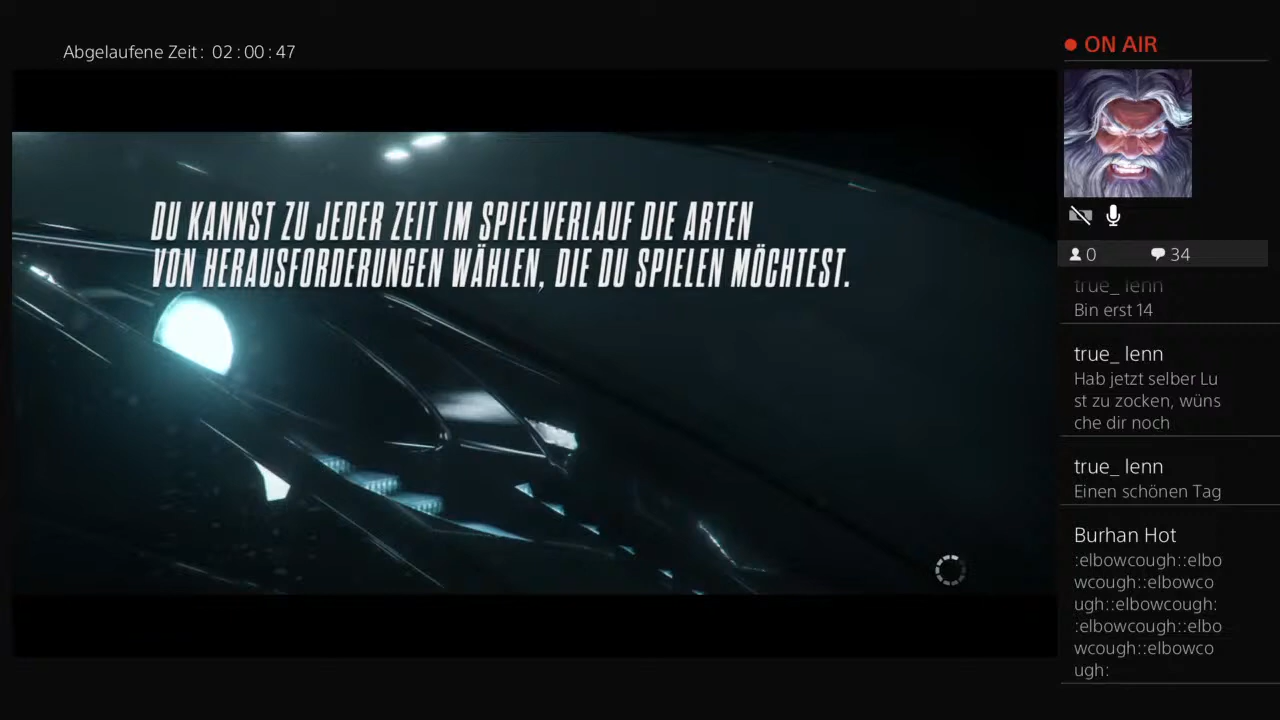 Abgelaufene Zeit: 02:00:47
ON AIR
DU KANNST ZU JEDER ZEIT IM SPIELVERLAUF DIE ARTEN
VON HERAUSFORDERUNGEN WÄHLEN, DIE DU SPIELEN MÖCHTEST.
0 34
true_ lenn
Bin erst 14
true_ lenn
Hab jetzt selber Lu
st zu zocken, wüns
che dir noch
true_ lenn
Einen schönen Tag
Burhan Hot
:elbowcough::elbo
wcough::elbowco
ugh::elbowcough:
:elbowcough::elbo
wcough::elbowco
ugh: